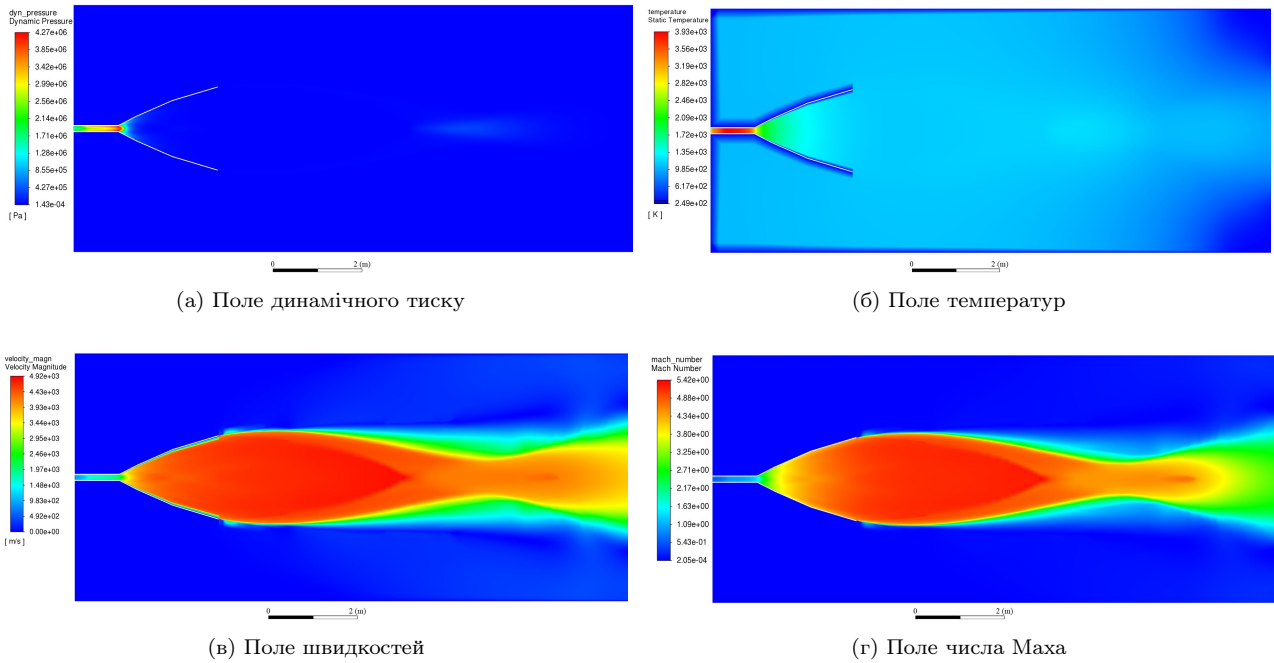 dyn_pressure
Dynamic Pressure
4.27e+06
3.85e+06
3.42e+06
2.99e+06
2.56e+06
2.14e+06
1.71e+06
1.28e+06
8.55e+05
4.27e+05
1.43e-04
[ Pa ]
0 2 (m)
(а) Поле динамічного тиску
temperature
Static Temperature
3.93e+03
3.56e+03
3.19e+03
2.82e+03
2.46e+03
2.09e+03
1.72e+03
1.35e+03
9.85e+02
6.17e+02
2.49e+02
[ K ]
0 2 (m)
(б) Поле температур
velocity_magn
Velocity Magnitude
4.92e+03
4.43e+03
3.93e+03
3.44e+03
2.95e+03
2.46e+03
1.97e+03
1.48e+03
9.83e+02
4.92e+02
0.00e+00
[ m/s ]
0 2 (m)
(в) Поле швидкостей
mach_number
Mach Number
5.42e+00
4.88e+00
4.34e+00
3.80e+00
3.25e+00
2.71e+00
2.17e+00
1.63e+00
1.09e+00
5.43e-01
2.05e-04
0 2 (m)
(г) Поле числа Маха